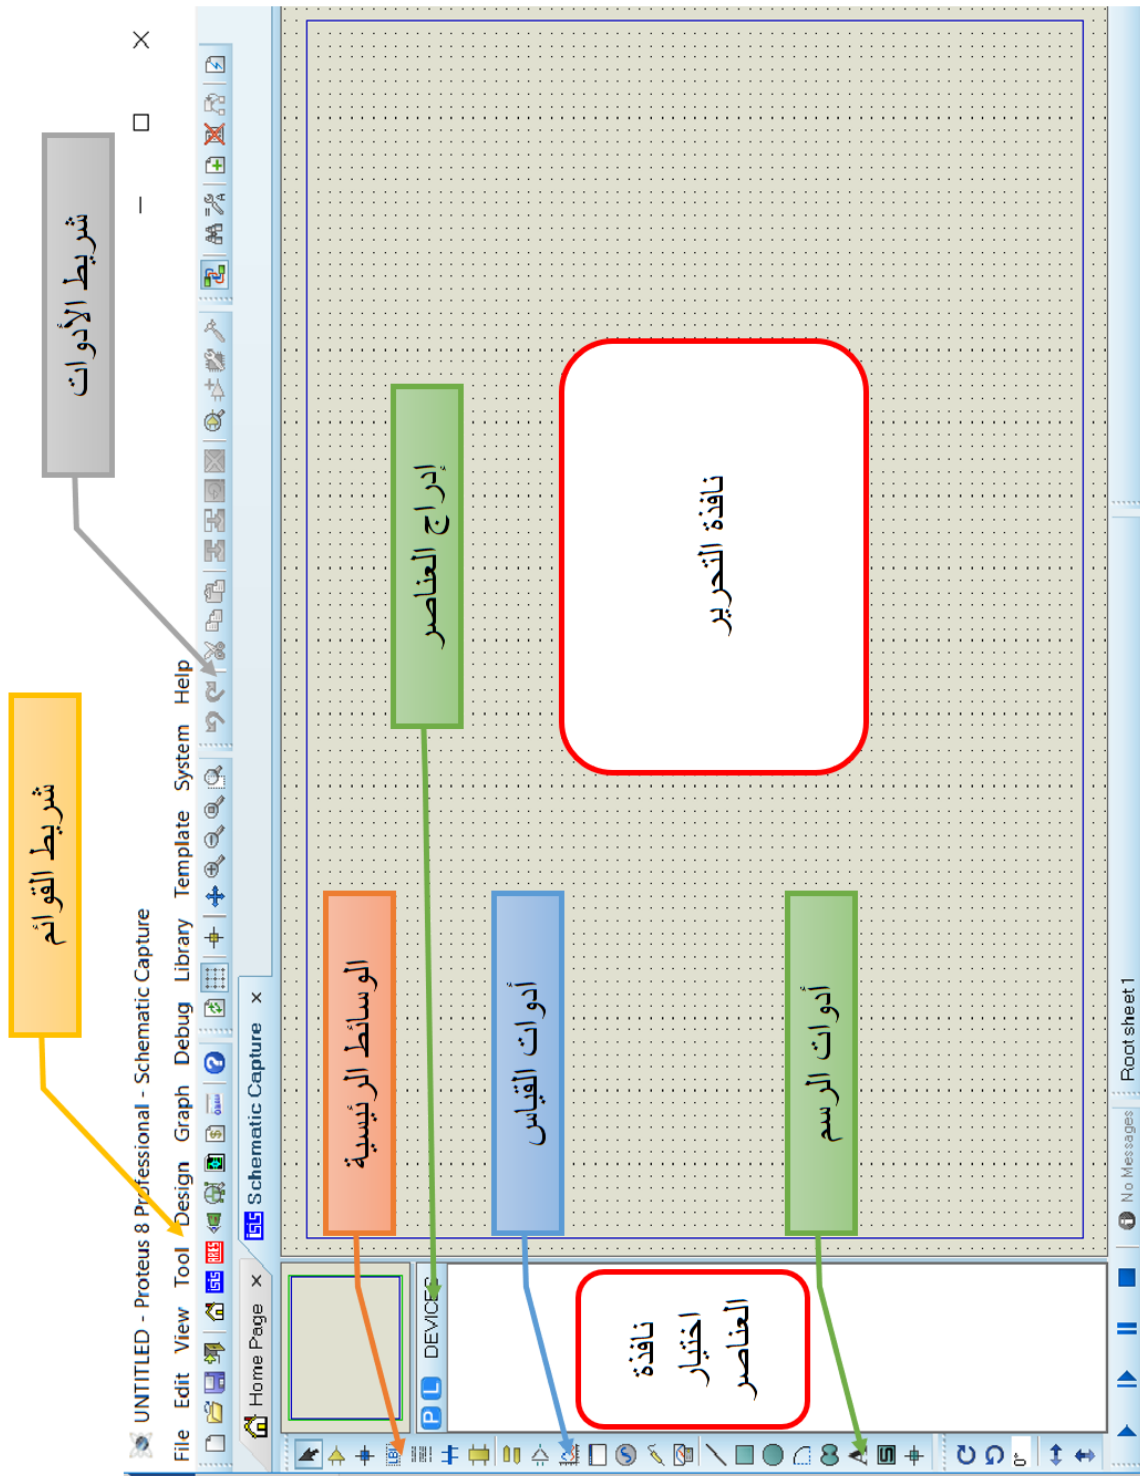 شريط القوائم
شريط الأدوات
UNTITLED - Proteus 8 Professional - Schematic Capture
File Edit View Tool Design Graph Debug Library Template System Help
Home Page
Schematic Capture
الوسائط الرئيسية
إدراج العناصر
P L DEVICES
أدوات القياس
نافذة التحرير
نافذة
اختيار
العناصر
أدوات الرسم
No Messages
Root sheet 1